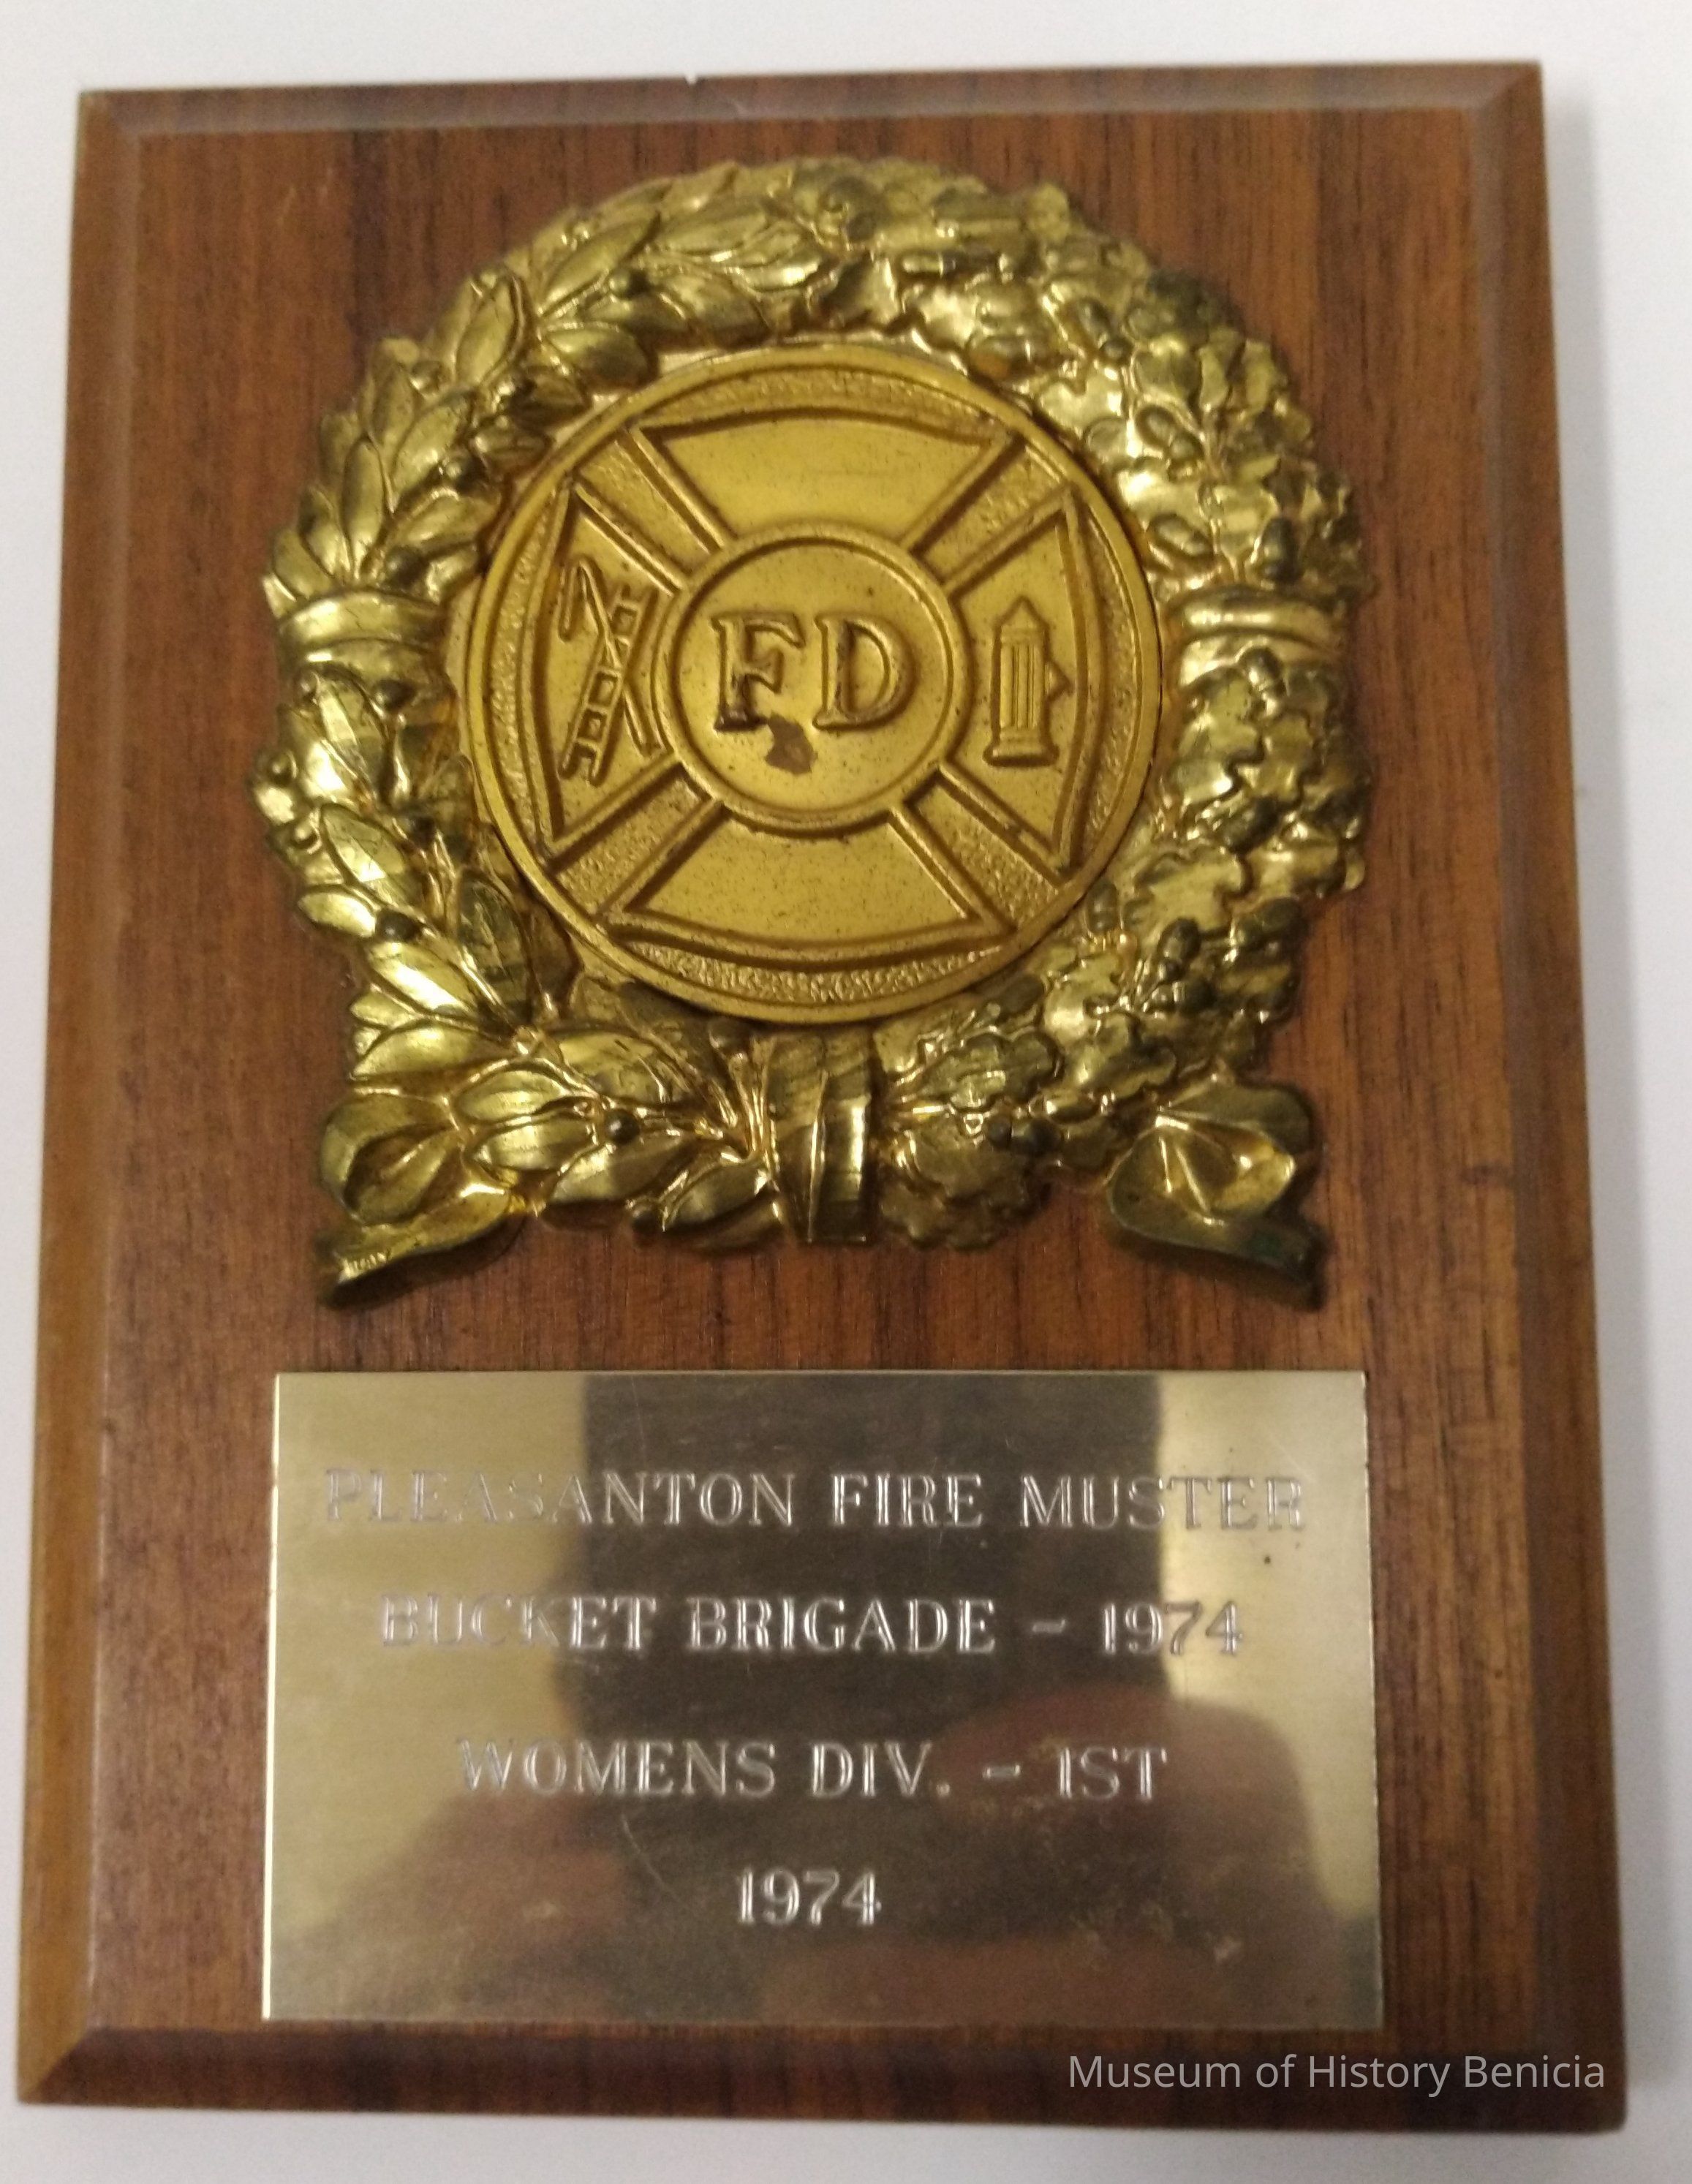 FD
PLEASANTON FIRE MUSTER
BUCKET BRIGADE - 1974
WOMENS DIV. - 1ST
1974
Museum of History Benicia